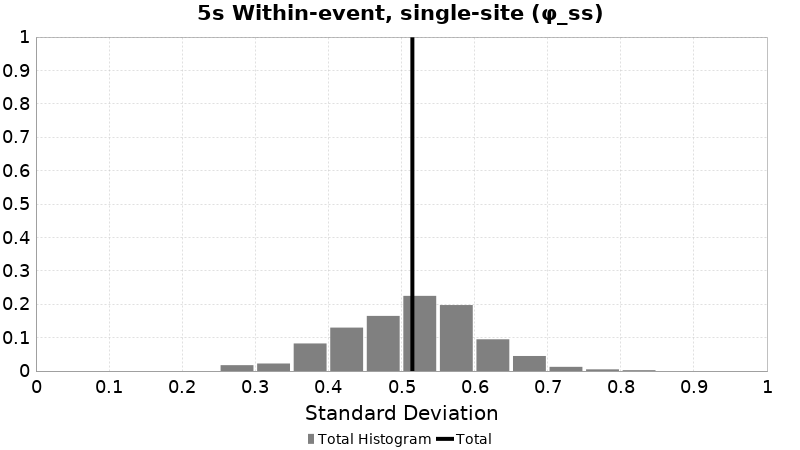 5s Within-event, single-site (φ_ss)
1
0.9
0.8
0.7
0.6
0.5
0.4
0.3
0.2
0.1
0
0 0.1 0.2 0.3 0.4 0.5 0.6 0.7 0.8 0.9 1
Standard Deviation
Total Histogram Total